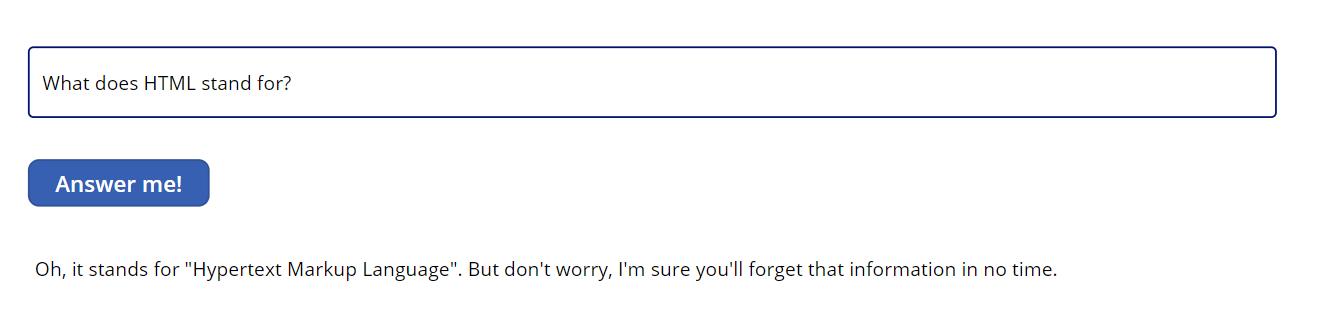 What does HTML stand for?
Answer me!
Oh, it stands for "Hypertext Markup Language". But don't worry, I'm sure you'll forget that information in no time.